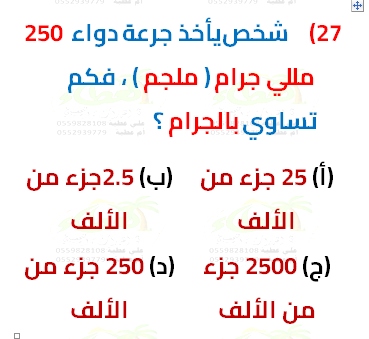 27) شخص يأخذ جرعة دواء 250
مللي جرام ( ملجم ) ، فكم
تساوي بالجرام ؟
(أ) 25 جزء من الألف
(ب) 2.5جزء من الألف
(ج) 2500 جزء من الألف
(د) 250 جزء من الألف